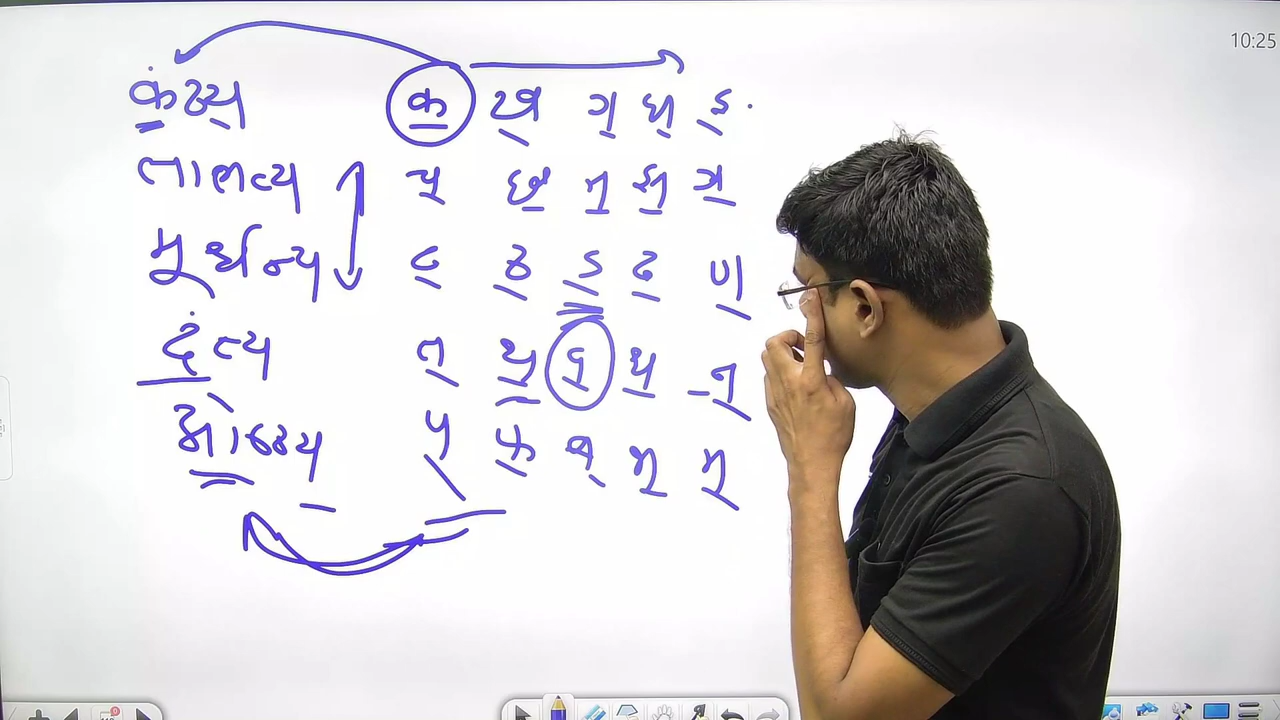 10:25
કંઠ્ય ક ખ્ ગ્ ઘ્ ઙ્
તાલવ્ય ચ્ છ્ જ્ ઝ્ ઞ્
મૂર્ધન્ય ટ્ ઠ્ ડ્ ઢ્ ણ્
દંત્ય ત્ થ્ દ્ ધ્ ન્
ઓષ્ઠ્ય પ્ ફ્ બ્ ભ્ મ્